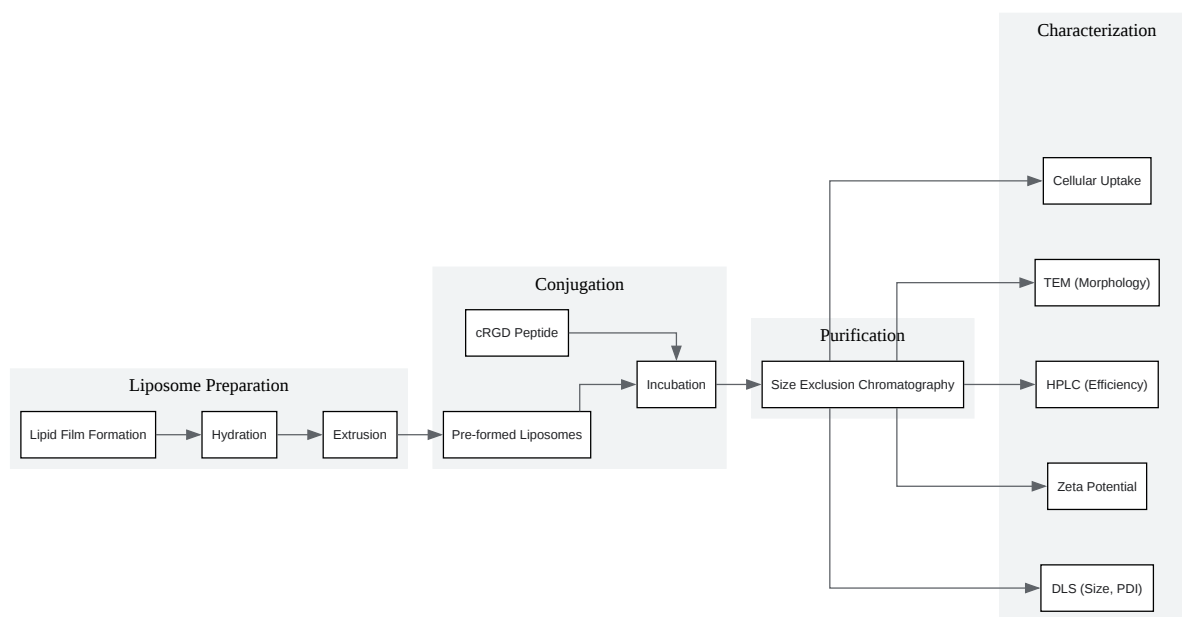 Liposome Preparation
Lipid Film Formation
Hydration
Extrusion
Conjugation
cRGD Peptide
Pre-formed Liposomes
Incubation
Purification
Size Exclusion Chromatography
Characterization
Cellular Uptake
TEM (Morphology)
HPLC (Efficiency)
Zeta Potential
DLS (Size, PDI)